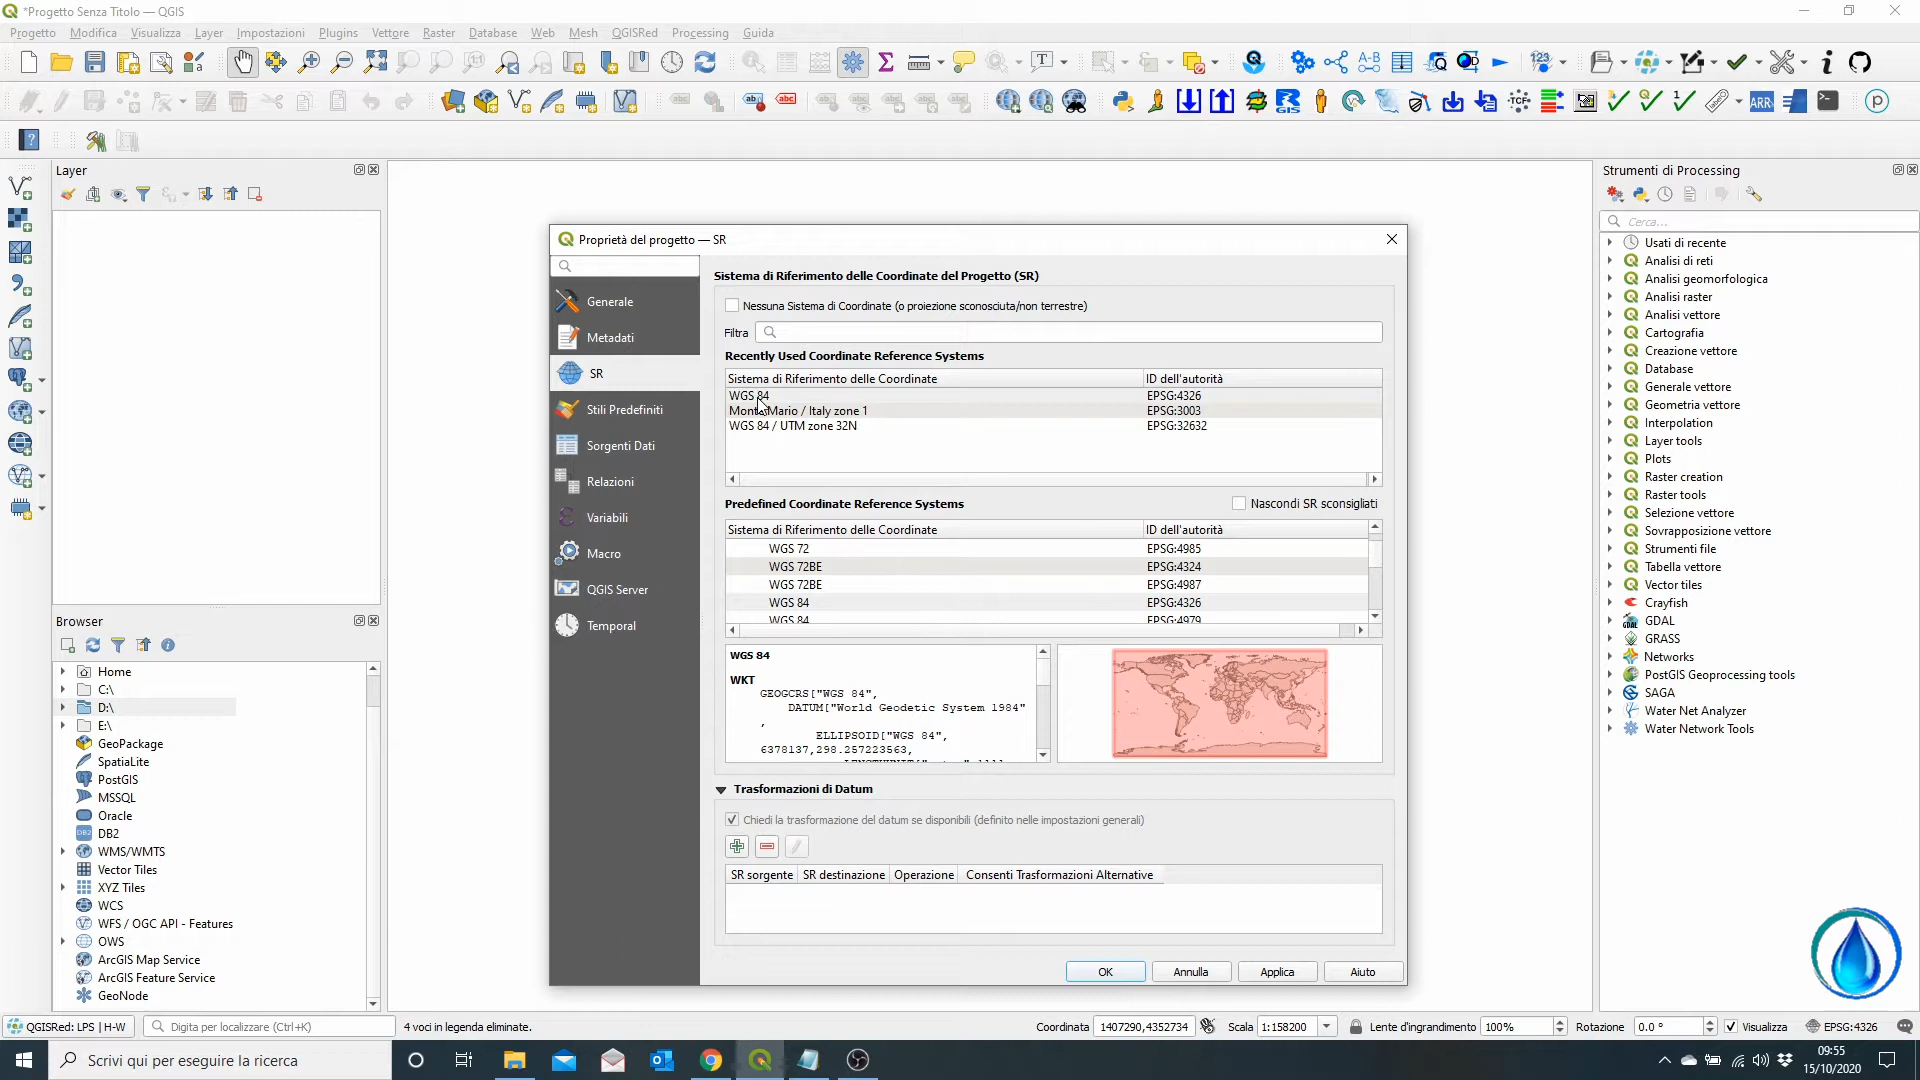 *Progetto Senza Titolo — QGIS
Progetto Modifica Visualizza Layer Impostazioni Plugins Vettore Raster Database Web Mesh QGISRed Processing Guida
Layer
Browser
Home
C:\
D:\
E:\
GeoPackage
SpatiaLite
PostGIS
MSSQL
Oracle
DB2
WMS/WMTS
Vector Tiles
XYZ Tiles
WCS
WFS / OGC API - Features
OWS
ArcGIS Map Service
ArcGIS Feature Service
GeoNode
Proprietà del progetto — SR
Generale
Metadati
SR
Stili Predefiniti
Sorgenti Dati
Relazioni
Variabili
Macro
QGIS Server
Temporal
Sistema di Riferimento delle Coordinate del Progetto (SR)
Nessuna Sistema di Coordinate (o proiezione sconosciuta/non terrestre)
Filtra
Recently Used Coordinate Reference Systems
Sistema di Riferimento delle Coordinate ID dell'autorità
WGS 84 EPSG:4326
Monte Mario / Italy zone 1 EPSG:3003
WGS 84 / UTM zone 32N EPSG:32632
Predefined Coordinate Reference Systems Nascondi SR sconsigliati
Sistema di Riferimento delle Coordinate ID dell'autorità
WGS 72 EPSG:4985
WGS 72BE EPSG:4324
WGS 72BE EPSG:4987
WGS 84 EPSG:4326
WGS 84 EPSG:4979
WGS 84
WKT
GEOGCRS["WGS 84",
DATUM["World Geodetic System 1984"
,
ELLIPSOID["WGS 84",
6378137,298.257223563,
Trasformazioni di Datum
Chiedi la trasformazione del datum se disponibili (definito nelle impostazioni generali)
SR sorgente SR destinazione Operazione Consenti Trasformazioni Alternative
OK Annulla Applica Aiuto
Strumenti di Processing
Cerca...
Usati di recente
Analisi di reti
Analisi geomorfologica
Analisi raster
Analisi vettore
Cartografia
Creazione vettore
Database
Generale vettore
Geometria vettore
Interpolation
Layer tools
Plots
Raster creation
Raster tools
Selezione vettore
Sovrapposizione vettore
Strumenti file
Tabella vettore
Vector tiles
Crayfish
GDAL
GRASS
Networks
PostGIS Geoprocessing tools
SAGA
Water Net Analyzer
Water Network Tools
QGISRed: LPS | H-W Digita per localizzare (Ctrl+K) 4 voci in legenda eliminate. Coordinata 1407290,4352734 Scala 1:158200 Lente d'ingrandimento 100% Rotazione 0.0 ° Visualizza EPSG:4326
Scrivi qui per eseguire la ricerca
09:55
15/10/2020